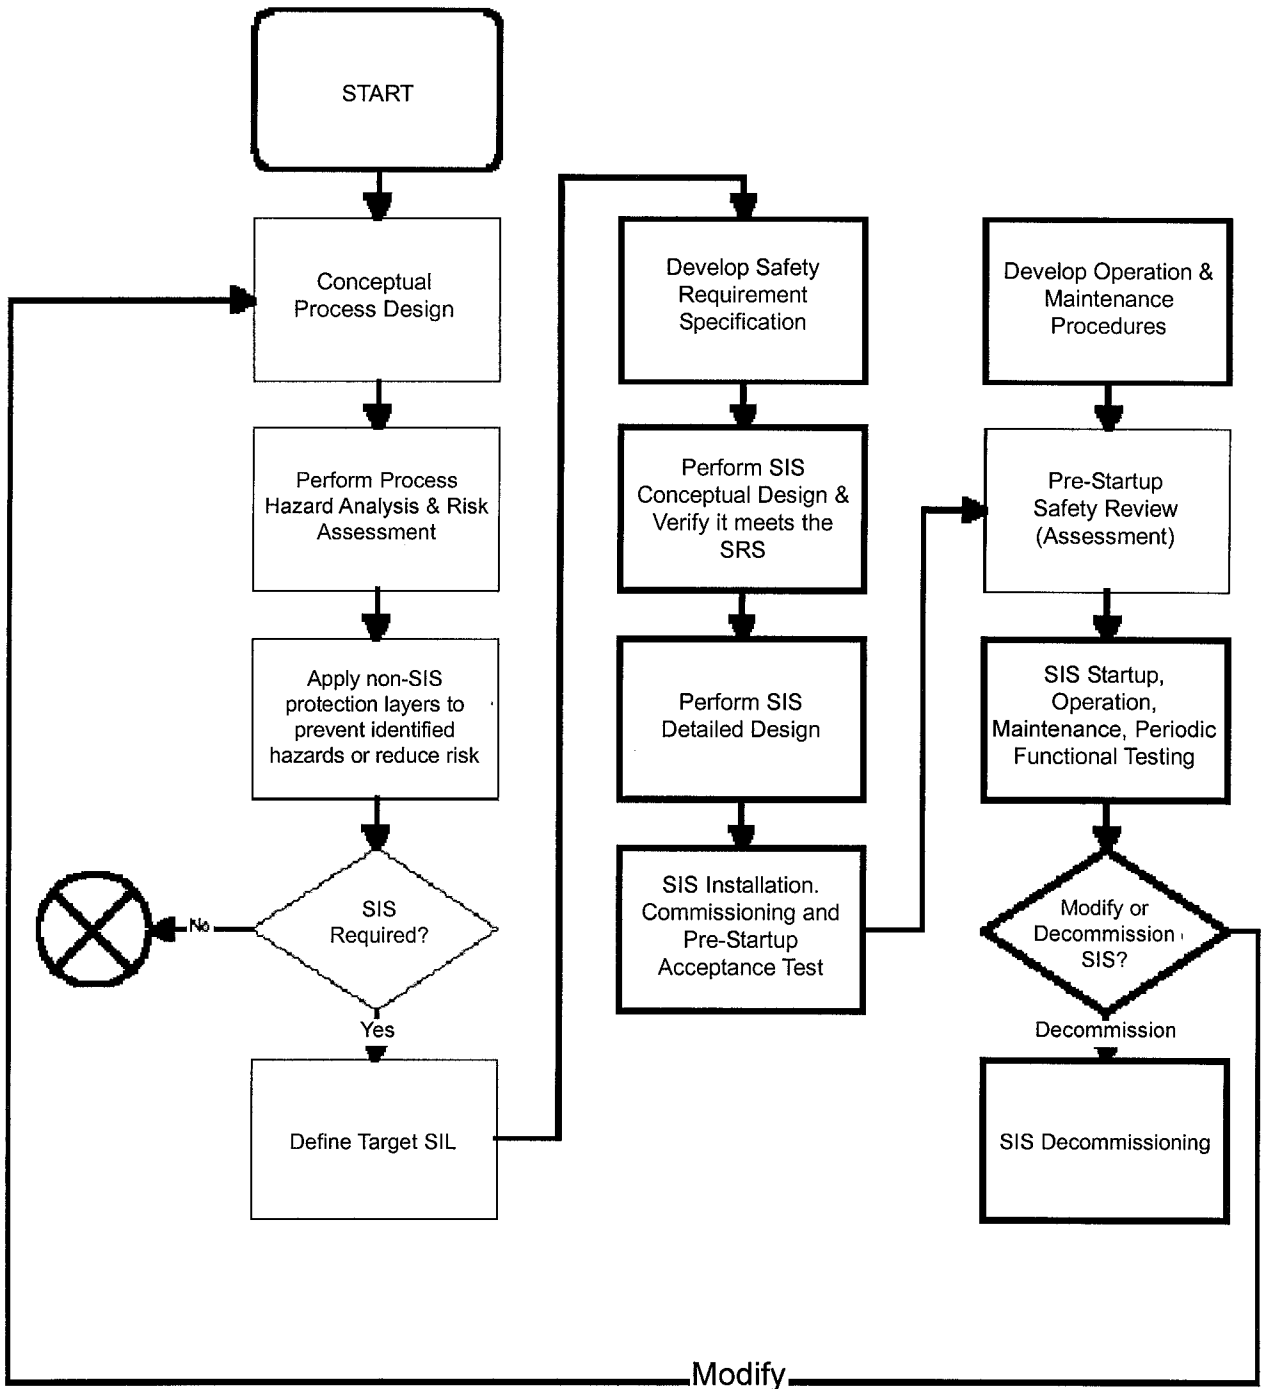 START
Conceptual
Process Design
Perform Process
Hazard Analysis & Risk
Assessment
Apply non-SIS
protection layers to
prevent identified
hazards or reduce risk
SIS
Required?
No
Yes
Define Target SIL
Develop Safety
Requirement
Specification
Perform SIS
Conceptual Design &
Verify it meets the
SRS
Perform SIS
Detailed Design
SIS Installation.
Commissioning and
Pre-Startup
Acceptance Test
Develop Operation &
Maintenance
Procedures
Pre-Startup
Safety Review
(Assessment)
SIS Startup,
Operation,
Maintenance, Periodic
Functional Testing
Modify or
Decommission
SIS?
Decommission
SIS Decommissioning
Modify